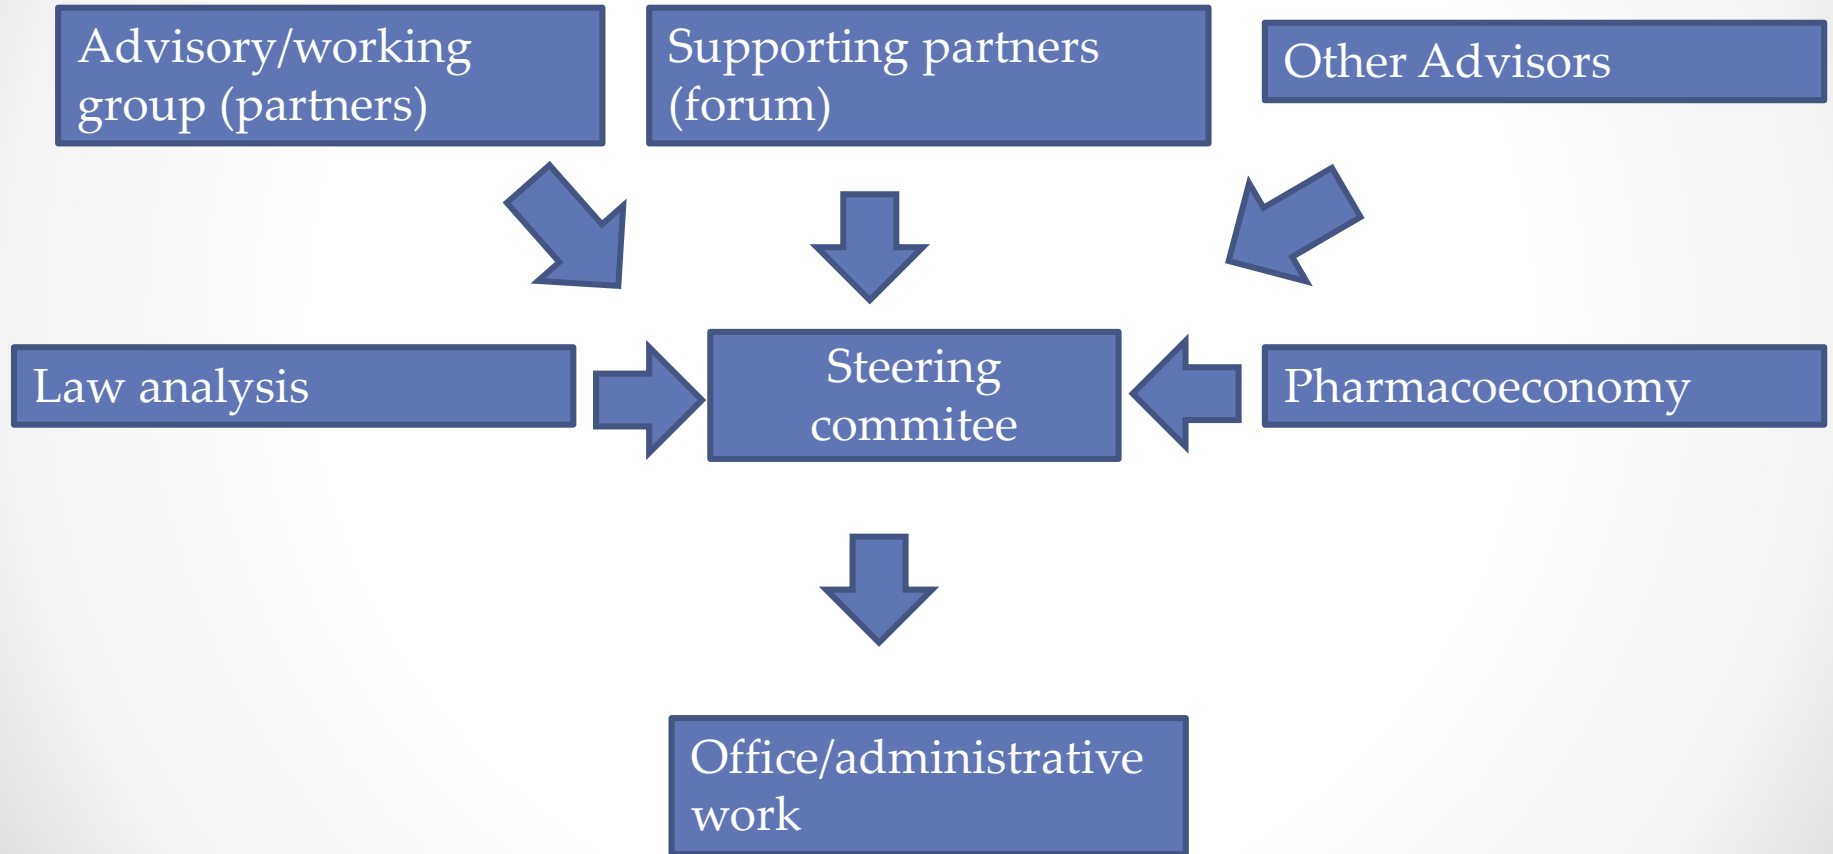 Advisory/working
group (partners)
Supporting partners
(forum)
Other Advisors
Law analysis
Steering
commitee
Pharmacoeconomy
Office/administrative
work